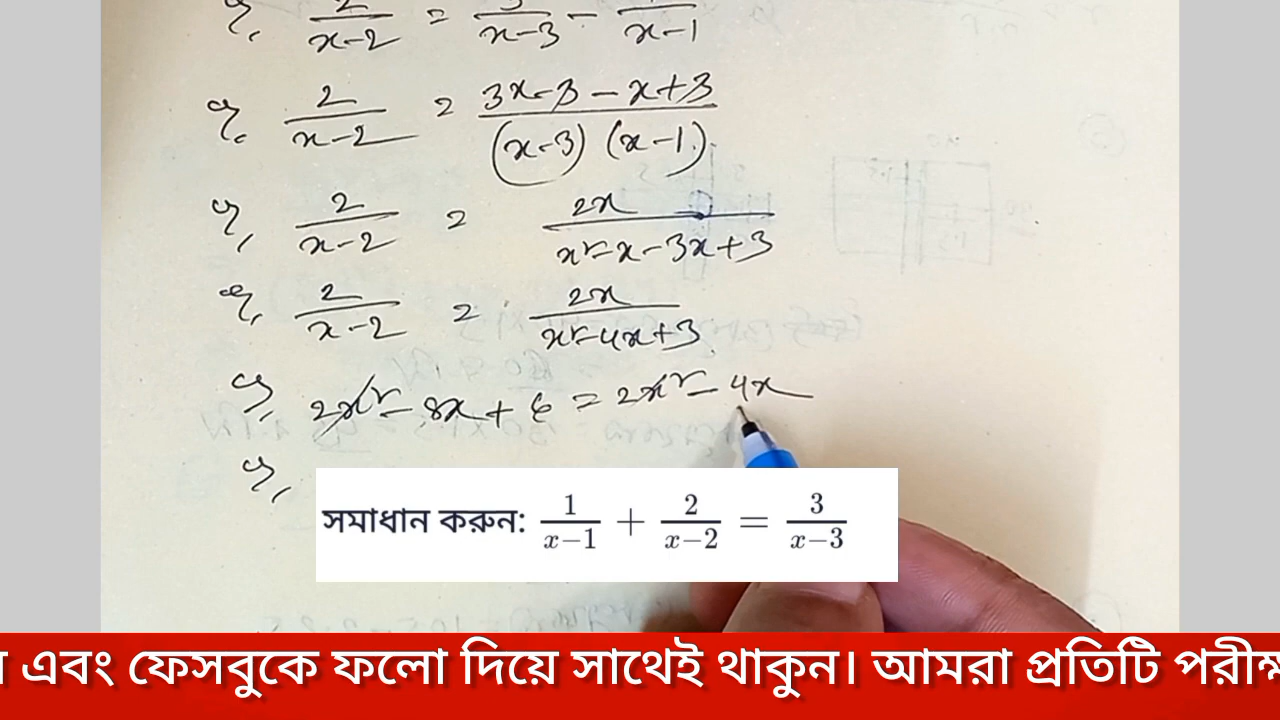 বা, 2/(x-2) = 3/(x-3) - 1/(x-1)
বা, 2/(x-2) = (3x-3-x+3)/((x-3)(x-1))
বা, 2/(x-2) = 2x/(x²-x-3x+3)
বা, 2/(x-2) = 2x/(x²-4x+3)
বা, 2x²-8x+6 = 2x²-4x
বা,
সমাধান করুন: 1/(x−1) + 2/(x−2) = 3/(x−3)
এবং ফেসবুকে ফলো দিয়ে সাথেই থাকুন। আমরা প্রতিটি পরীক্ষ